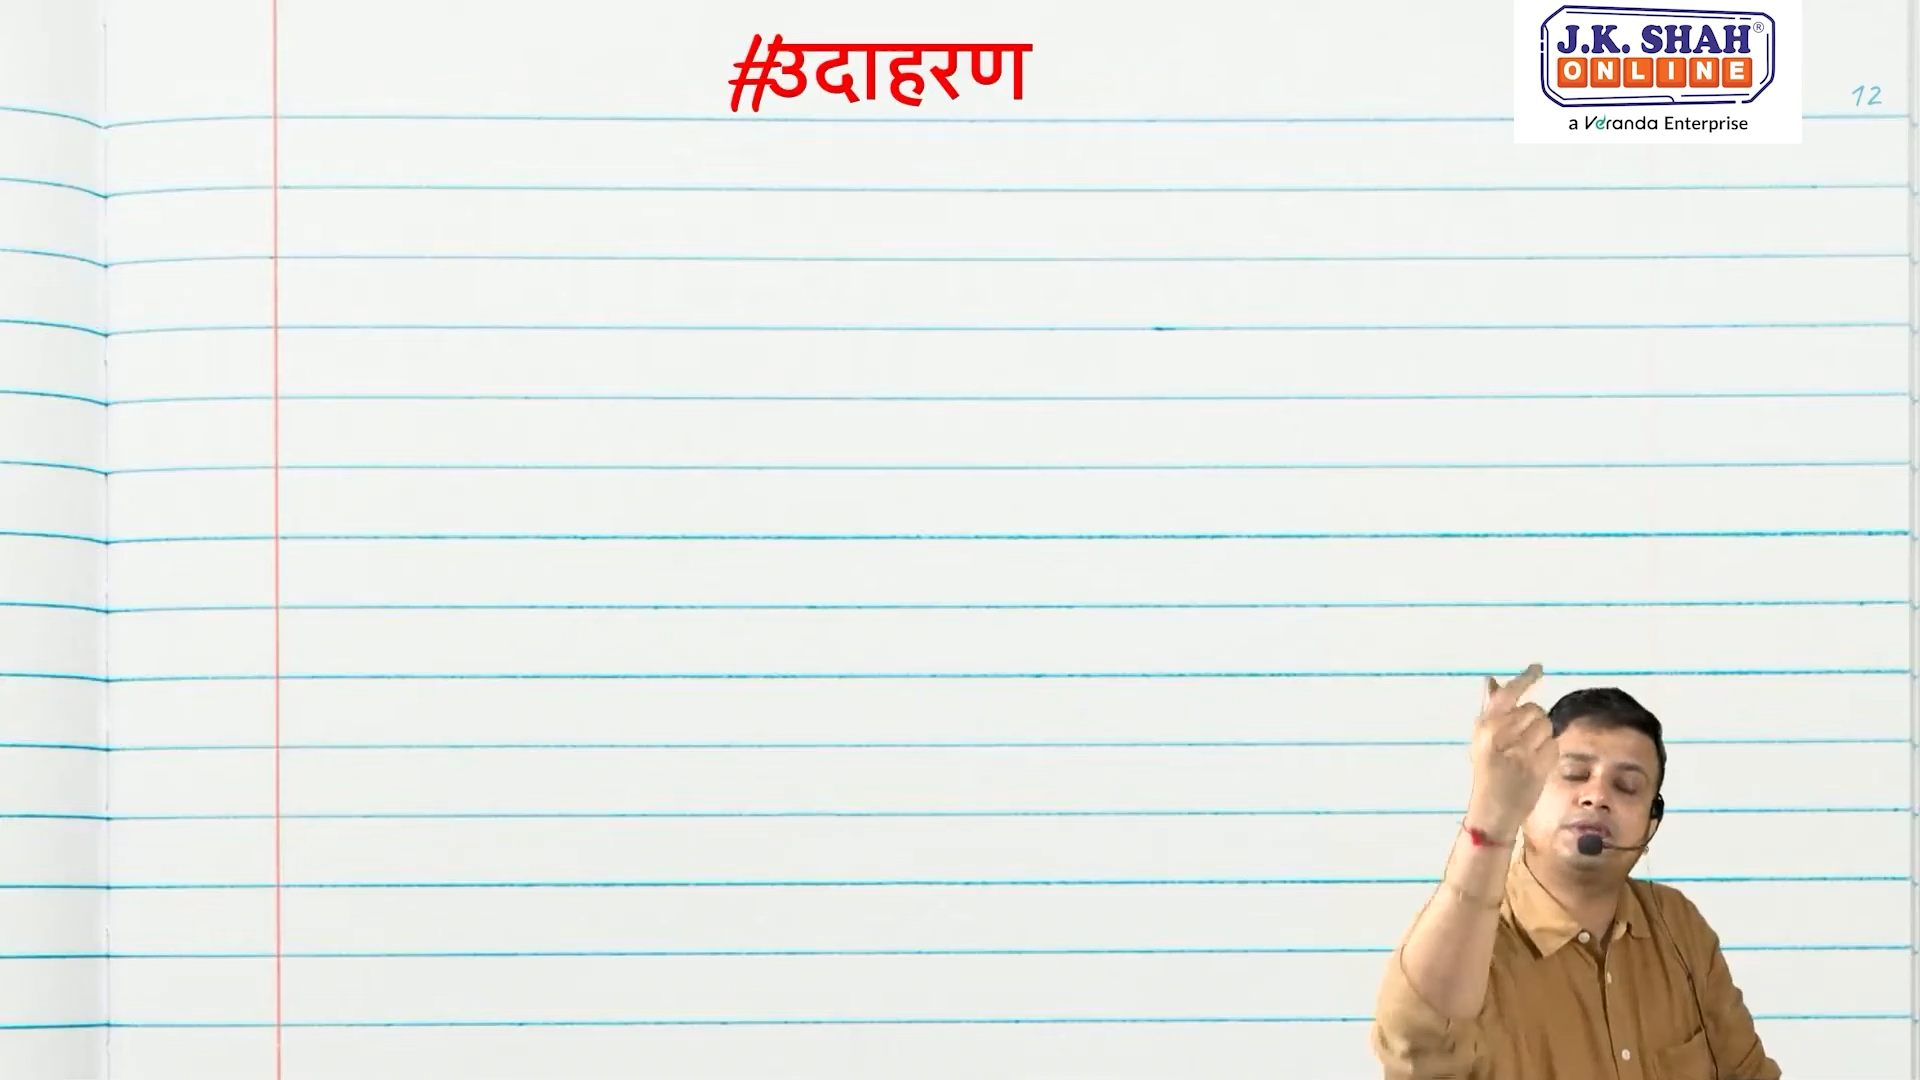 #उदाहरण
J.K. SHAH®
ONLINE
a Veranda Enterprise
12